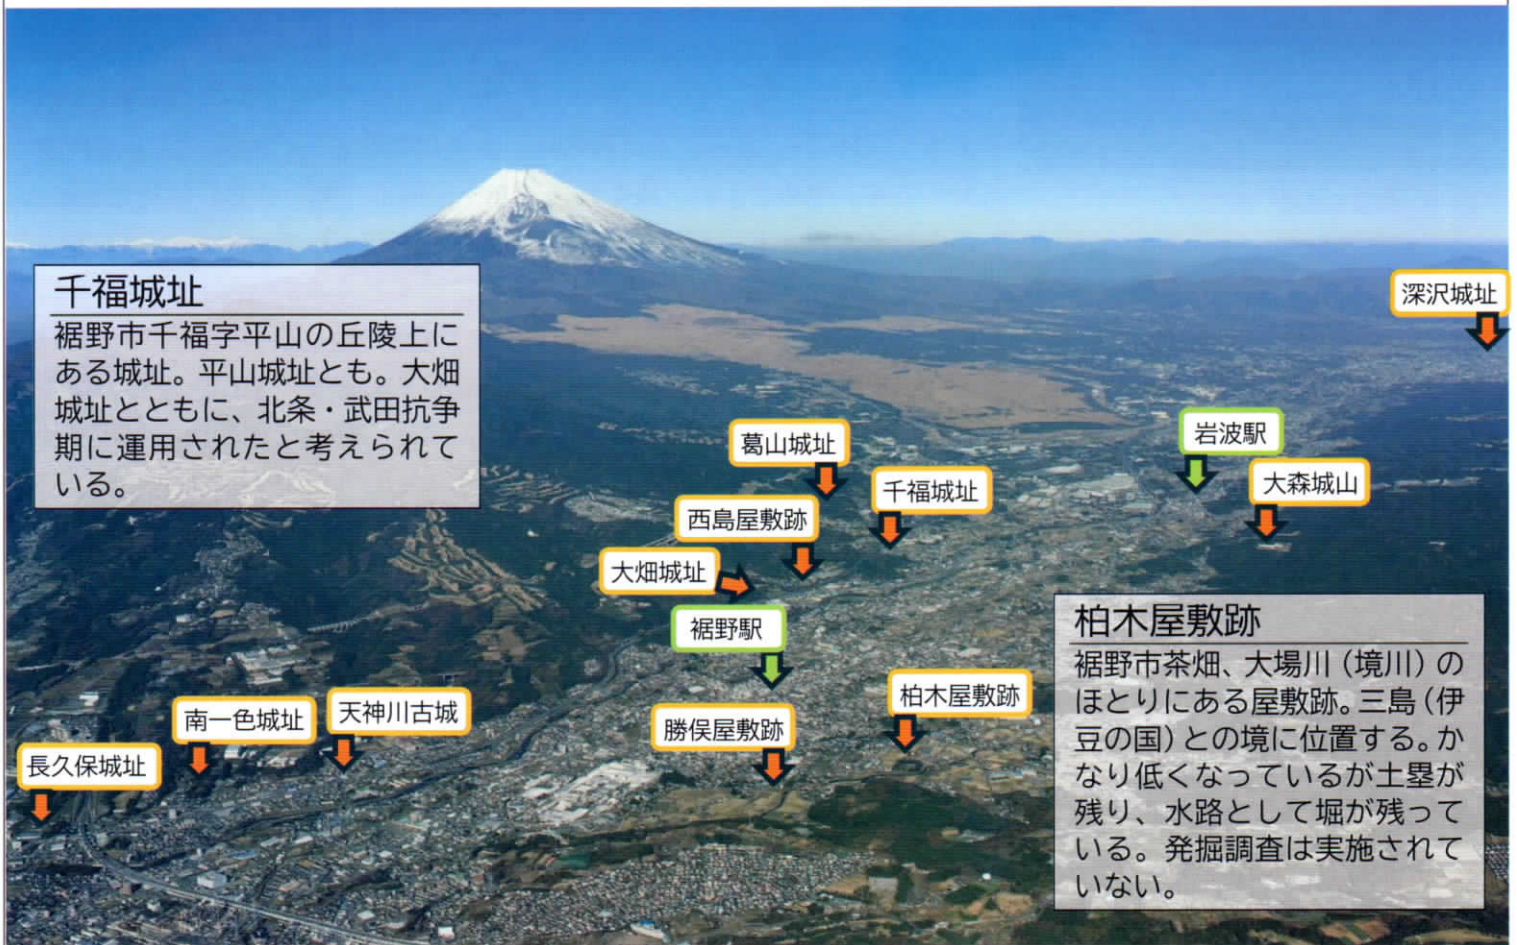 千福城址
裾野市千福字平山の丘陵上に
ある城址。平山城址とも。大畑
城址とともに、北条・武田抗争
期に運用されたと考えられて
いる。
深沢城址
岩波駅
葛山城址
大森城山
千福城址
西島屋敷跡
大畑城址
裾野駅
柏木屋敷跡
天神川古城
南一色城址
勝俣屋敷跡
長久保城址
柏木屋敷跡
裾野市茶畑、大場川（境川）の
ほとりにある屋敷跡。三島（伊
豆の国）との境に位置する。か
なり低くなっているが土塁が
残り、水路として堀が残って
いる。発掘調査は実施されて
いない。